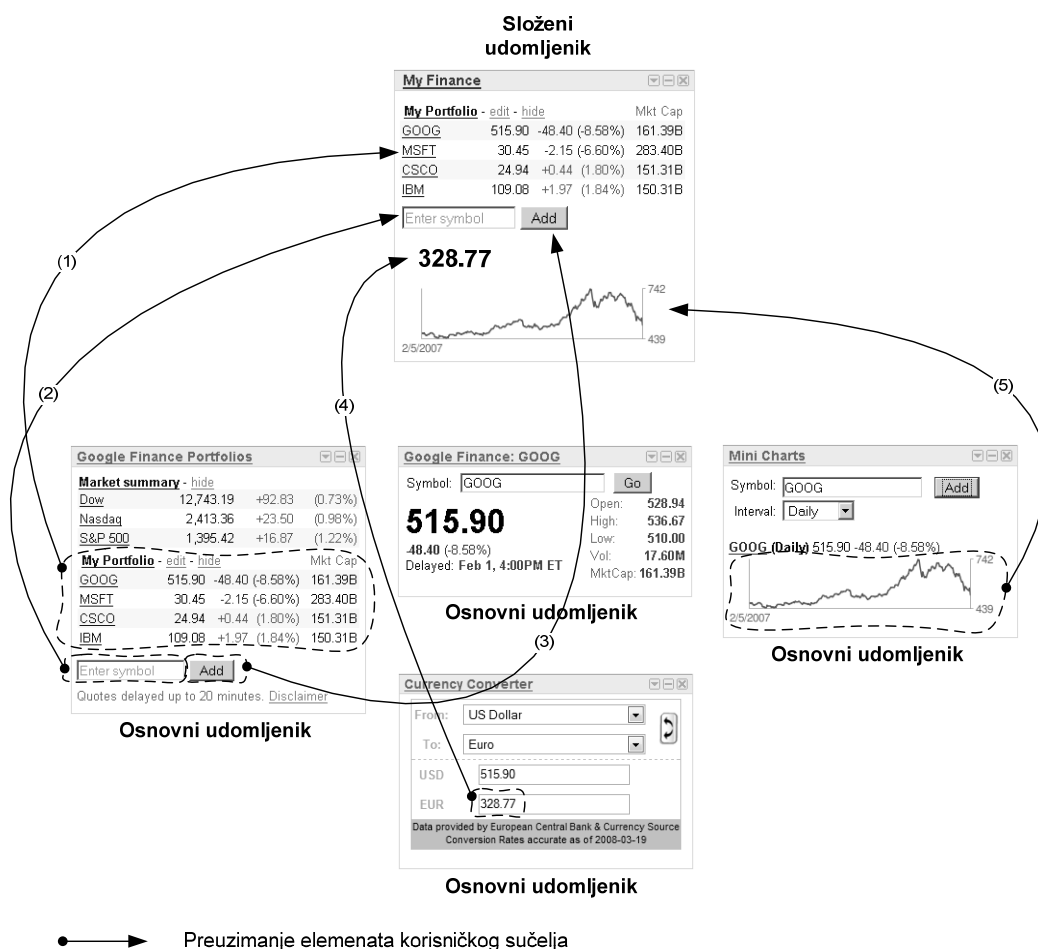 Složeni
udomljenik
My Finance
My Portfolio - edit - hide Mkt Cap
GOOG 515.90 -48.40 (-8.58%) 161.39B
MSFT 30.45 -2.15 (-6.60%) 283.40B
CSCO 24.94 +0.44 (1.80%) 151.31B
IBM 109.08 +1.97 (1.84%) 150.31B
Enter symbol Add
328.77
742
439
2/5/2007
(1)
(2)
(4)
(5)
Google Finance Portfolios
Market summary - hide
Dow 12,743.19 +92.83 (0.73%)
Nasdaq 2,413.36 +23.50 (0.98%)
S&P 500 1,395.42 +16.87 (1.22%)
My Portfolio - edit - hide Mkt Cap
GOOG 515.90 -48.40 (-8.58%) 161.39B
MSFT 30.45 -2.15 (-6.60%) 283.40B
CSCO 24.94 +0.44 (1.80%) 151.31B
IBM 109.08 +1.97 (1.84%) 150.31B
Enter symbol Add
Quotes delayed up to 20 minutes. Disclaimer
Osnovni udomljenik
Google Finance: GOOG
Symbol: GOOG Go
515.90
-48.40 (-8.58%)
Delayed: Feb 1, 4:00PM ET
Open: 528.94
High: 536.67
Low: 510.00
Vol: 17.60M
MktCap: 161.39B
Osnovni udomljenik
(3)
Mini Charts
Symbol: GOOG Add
Interval: Daily
GOOG (Daily) 515.90 -48.40 (-8.58%)
742
439
2/5/2007
Osnovni udomljenik
Currency Converter
From: US Dollar
To: Euro
USD 515.90
EUR 328.77
Data provided by European Central Bank & Currency Source
Conversion Rates accurate as of 2008-03-19
Osnovni udomljenik
Preuzimanje elemenata korisničkog sučelja